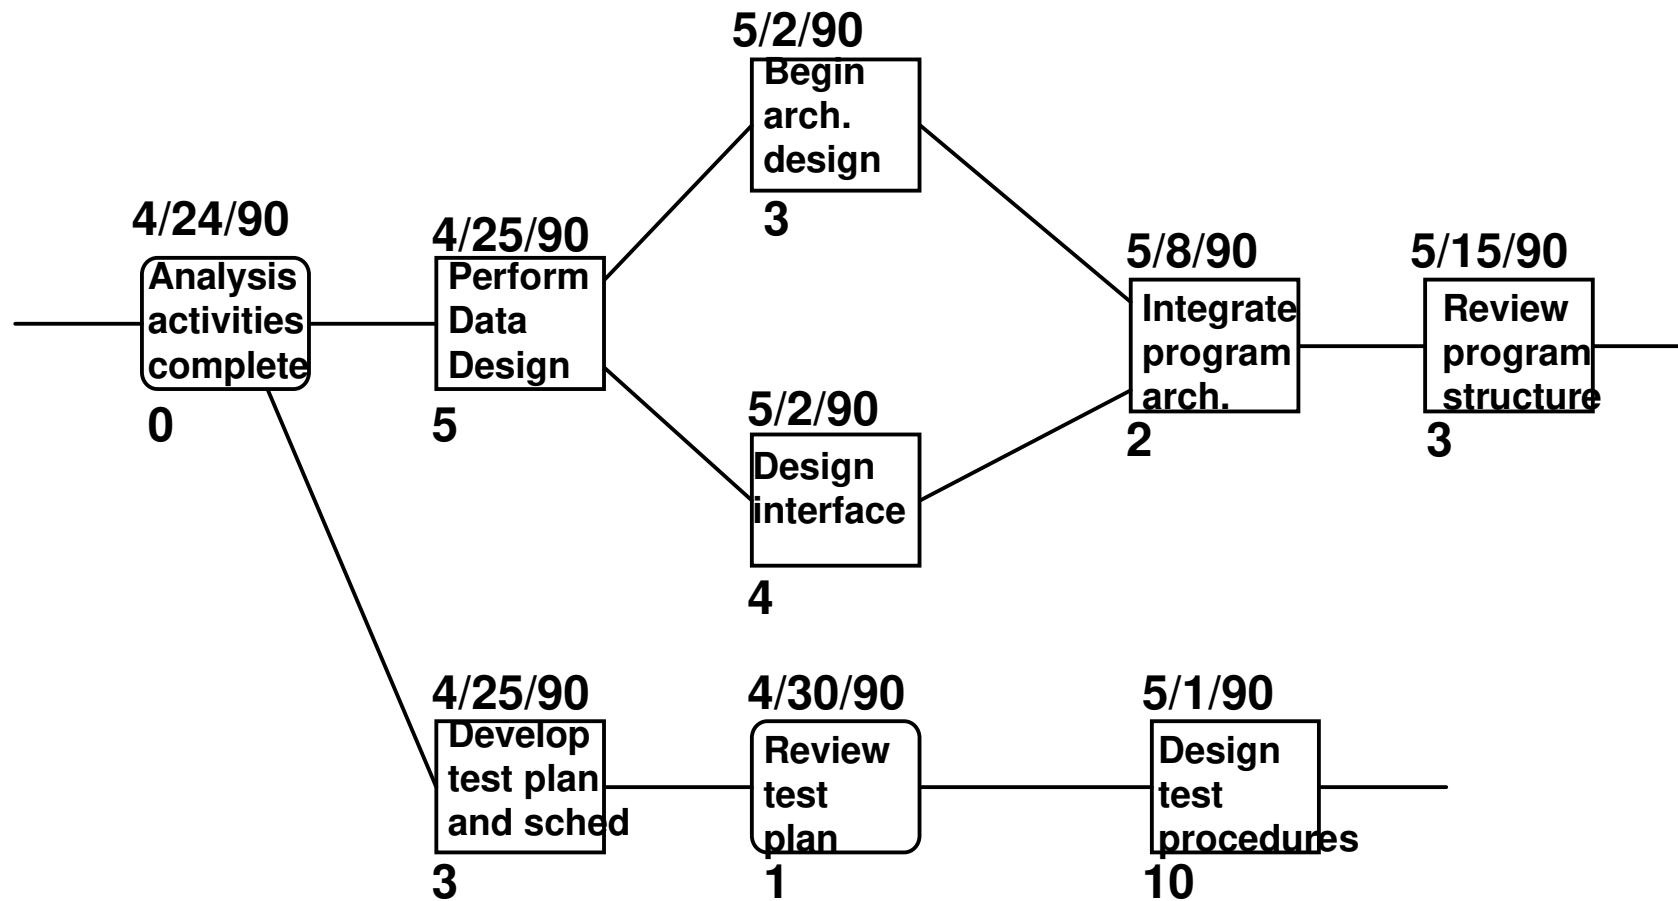 5/2/90
Begin
arch.
design
3
4/24/90
Analysis
activities
complete
0
4/25/90
Perform
Data
Design
5
5/2/90
Design
interface
4
5/8/90
Integrate
program
arch.
2
5/15/90
Review
program
structure
3
4/25/90
Develop
test plan
and sched
3
4/30/90
Review
test
plan
1
5/1/90
Design
test
procedures
10